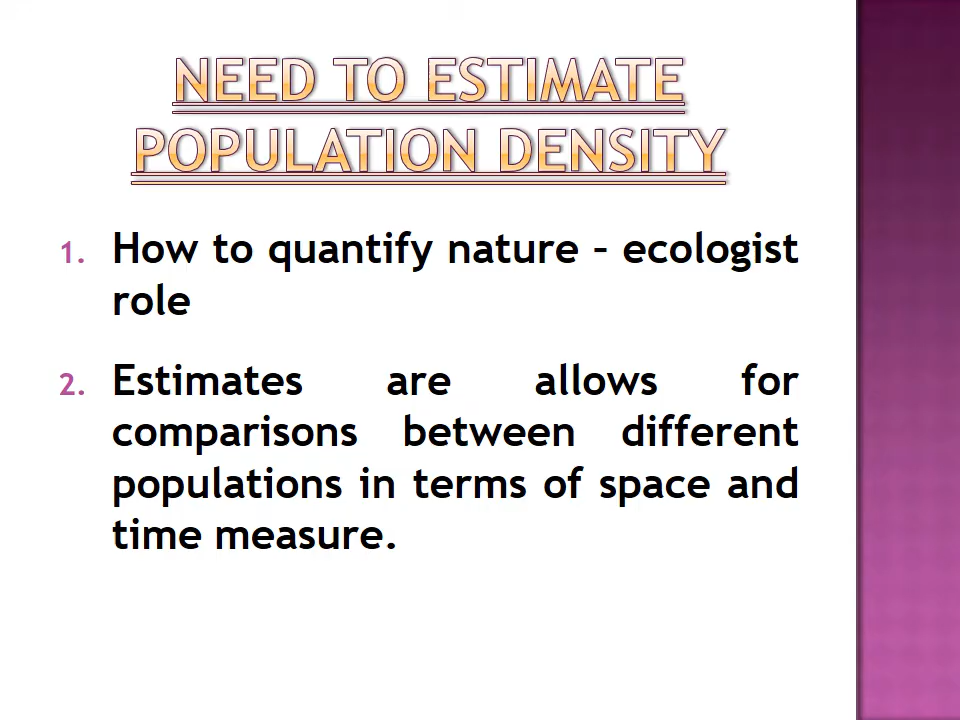 NEED TO ESTIMATE
POPULATION DENSITY
1. How to quantify nature – ecologist
role
2. Estimates are allows for
comparisons between different
populations in terms of space and
time measure.